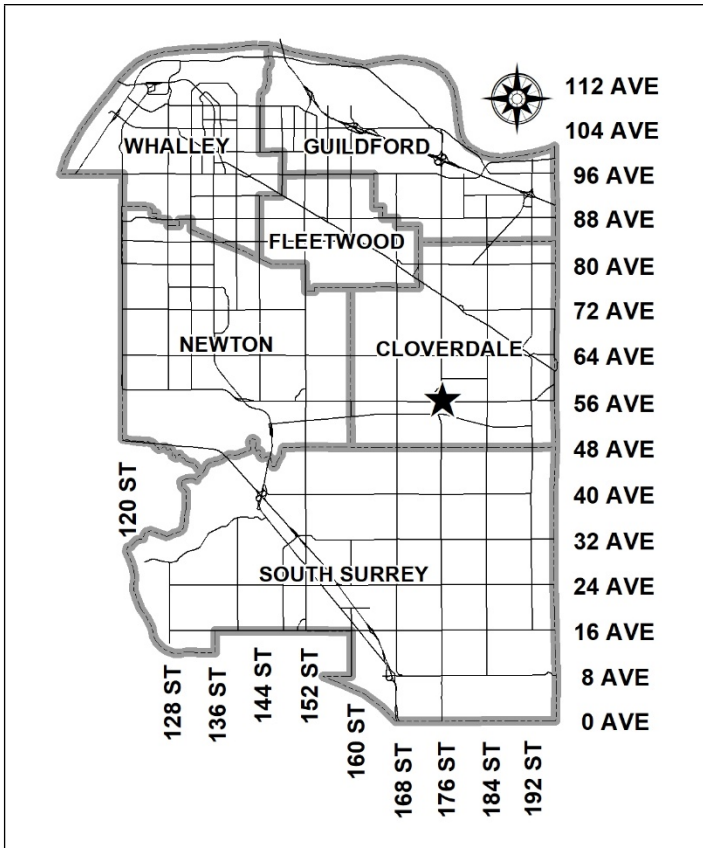 112 AVE
104 AVE
WHALLEY
GUILDFORD
96 AVE
88 AVE
FLEETWOOD
80 AVE
72 AVE
NEWTON
CLOVERDALE
64 AVE
56 AVE
48 AVE
120 ST
40 AVE
32 AVE
SOUTH SURREY
24 AVE
16 AVE
128 ST
136 ST
144 ST
152 ST
160 ST
8 AVE
0 AVE
168 ST
176 ST
184 ST
192 ST